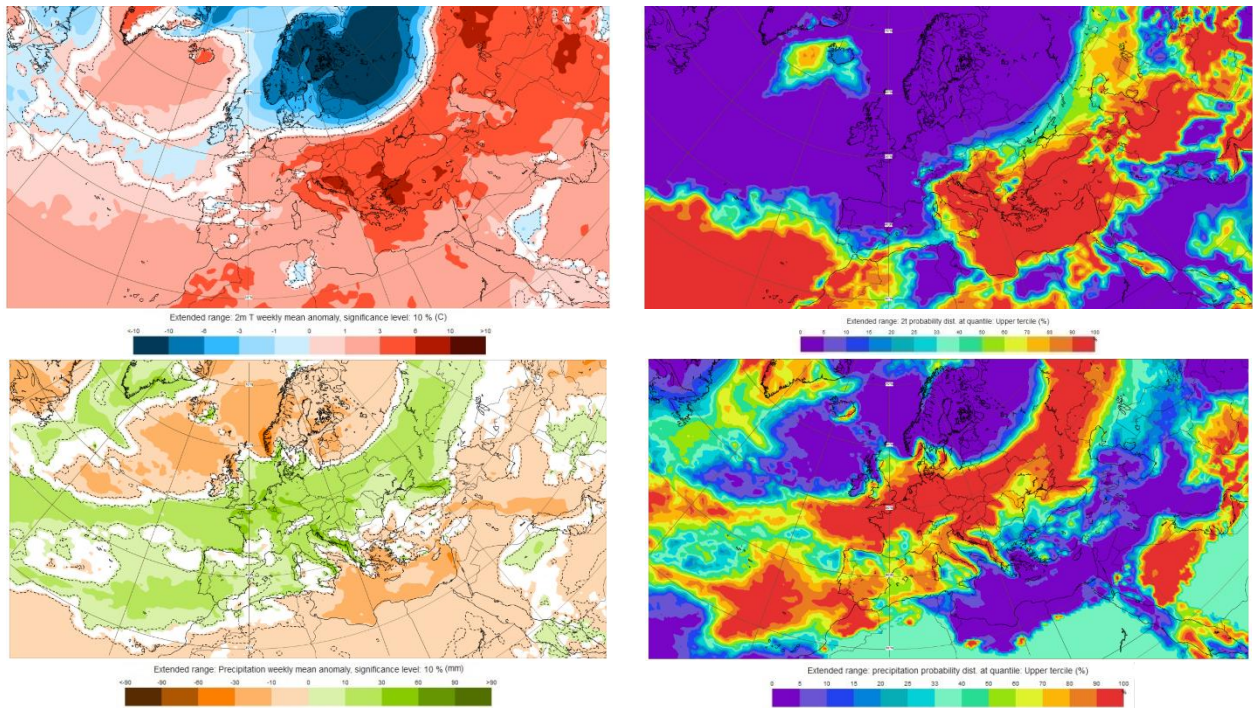 Extended range: 2m T weekly mean anomaly, significance level: 10 % (C)
<-10 -10 -6 -3 -1 0 1 3 6 10 >10
Extended range: 2t probability dist. at quantile. Upper tercile (%)
0 5 10 15 20 25 33 40 50 60 70 80 90 100
%
Extended range: Precipitation weekly mean anomaly, significance level: 10 % (mm)
<-90 -90 -60 -30 -10 0 10 30 60 90 >90
Extended range: precipitation probability dist. at quantile. Upper tercile (%)
0 5 10 15 20 25 33 40 50 60 70 80 90 100
%